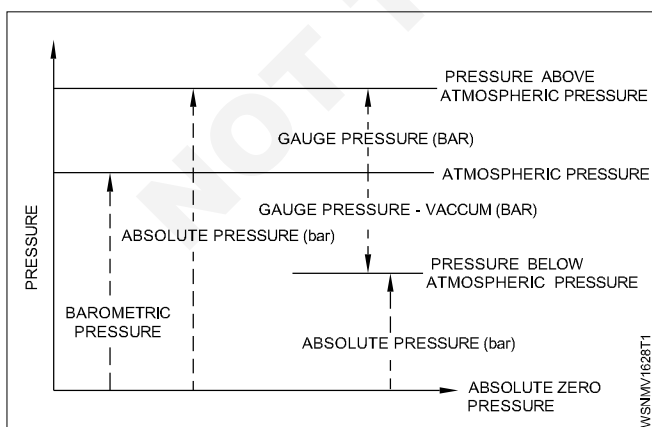 PRESSURE ABOVE
ATMOSPHERIC PRESSURE
GAUGE PRESSURE (BAR)
ATMOSPHERIC PRESSURE
GAUGE PRESSURE - VACCUM (BAR)
ABSOLUTE PRESSURE (bar)
PRESSURE BELOW
ATMOSPHERIC PRESSURE
PRESSURE
BAROMETRIC
PRESSURE
ABSOLUTE PRESSURE (bar)
ABSOLUTE ZERO
PRESSURE
WSNMV1628T1
NOT T